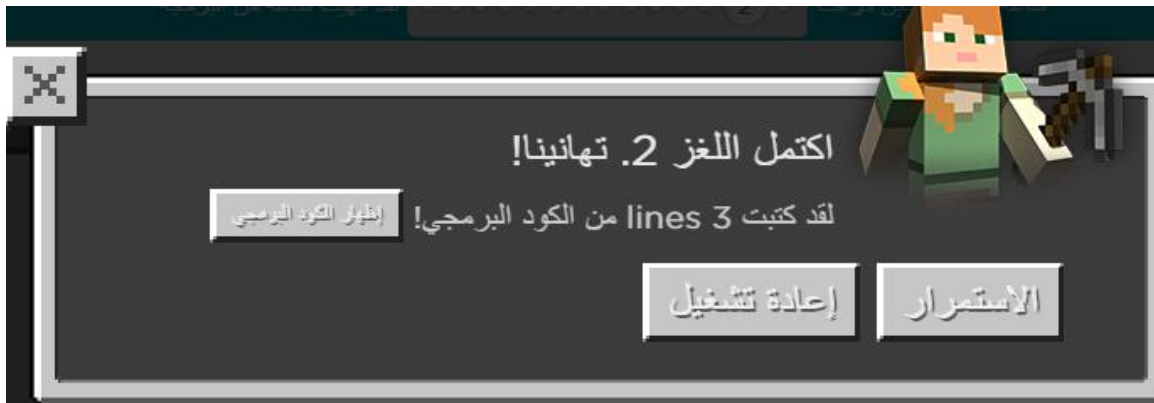 اكتمل اللغز 2. تهانينا!
لقد كتبت 3 lines من الكود البرمجي! إظهار الكود البرمجي
الاستمرار إعادة تشغيل